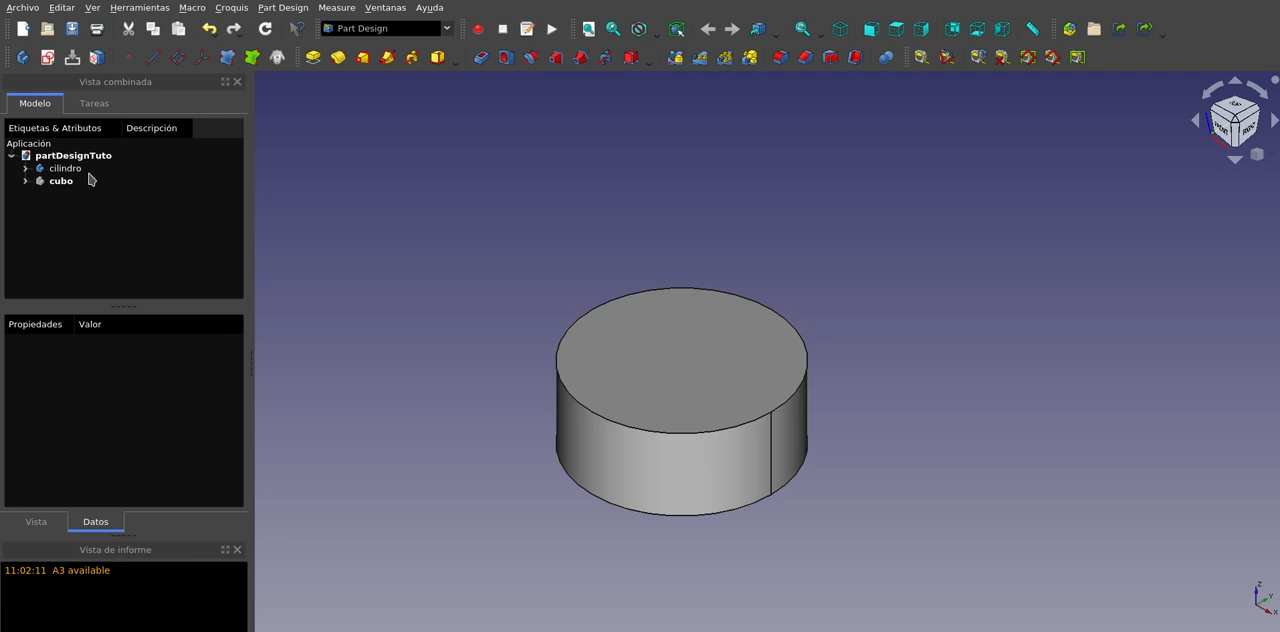 Archivo Editar Ver Herramientas Macro Croquis Part Design Measure Ventanas Ayuda
Part Design
Vista combinada
Modelo Tareas
Etiquetas & Atributos Descripción
Aplicación
partDesignTuto
cilindro
cubo
Propiedades Valor
Vista Datos
Vista de informe
11:02:11 A3 available
Z
Y
X